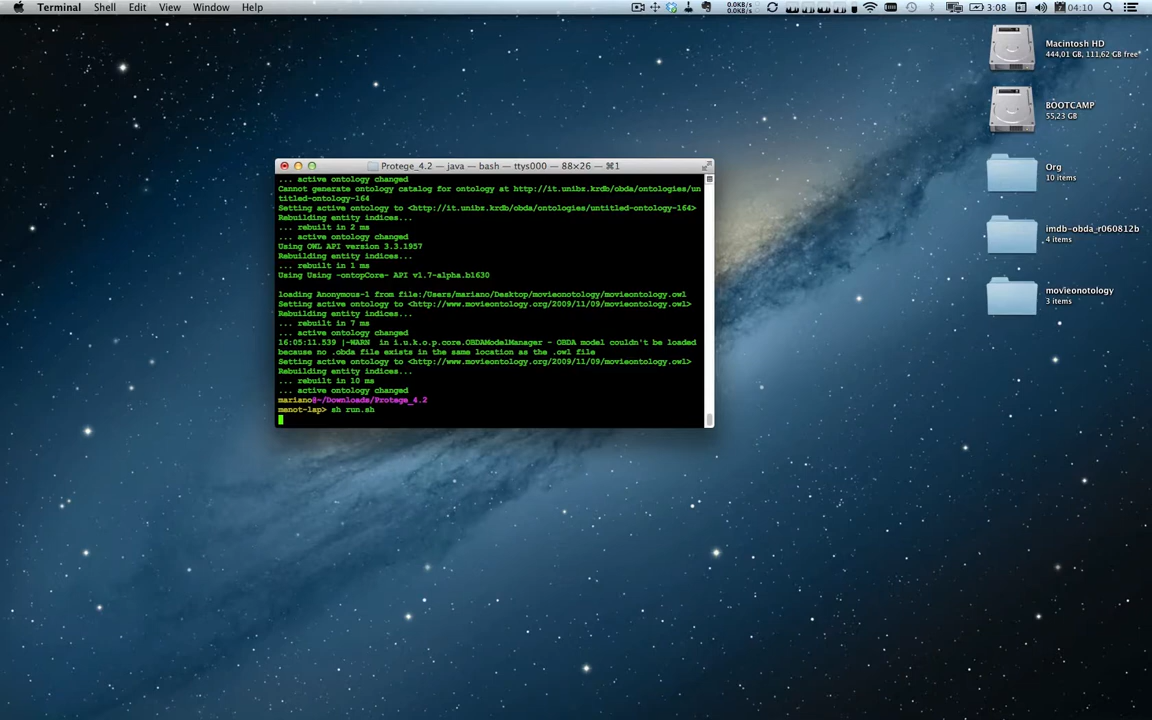 Terminal Shell Edit View Window Help
0.0KB/s
0.0KB/s
3:08
04:10
Macintosh HD
444,01 GB, 111,62 GB free
BOOTCAMP
55,23 GB
Org
10 items
imdb-obda_r060812b
4 items
movieonotology
3 items
Protege_4.2 — java — bash — ttys000 — 88×26 — ⌘1
... active ontology changed
Cannot generate ontology catalog for ontology at http://it.unibz.krdb/obda/ontologies/un
titled-ontology-164
Setting active ontology to <http://it.unibz.krdb/obda/ontologies/untitled-ontology-164>
Rebuilding entity indices...
... rebuilt in 2 ms
... active ontology changed
Using OWL API version 3.3.1957
Rebuilding entity indices...
... rebuilt in 1 ms
Using Using -ontopCore- API v1.7-alpha.b1630
loading Anonymous-1 from file:/Users/mariano/Desktop/movieonotology/movieontology.owl
Setting active ontology to <http://www.movieontology.org/2009/11/09/movieontology.owl>
Rebuilding entity indices...
... rebuilt in 7 ms
... active ontology changed
16:05:11.539 |-WARN  in i.u.k.o.p.core.OBDAModelManager - OBDA model couldn't be loaded
because no .obda file exists in the same location as the .owl file
Setting active ontology to <http://www.movieontology.org/2009/11/09/movieontology.owl>
Rebuilding entity indices...
... rebuilt in 10 ms
... active ontology changed
mariano@~/Downloads/Protege_4.2
menot-lap> sh run.sh